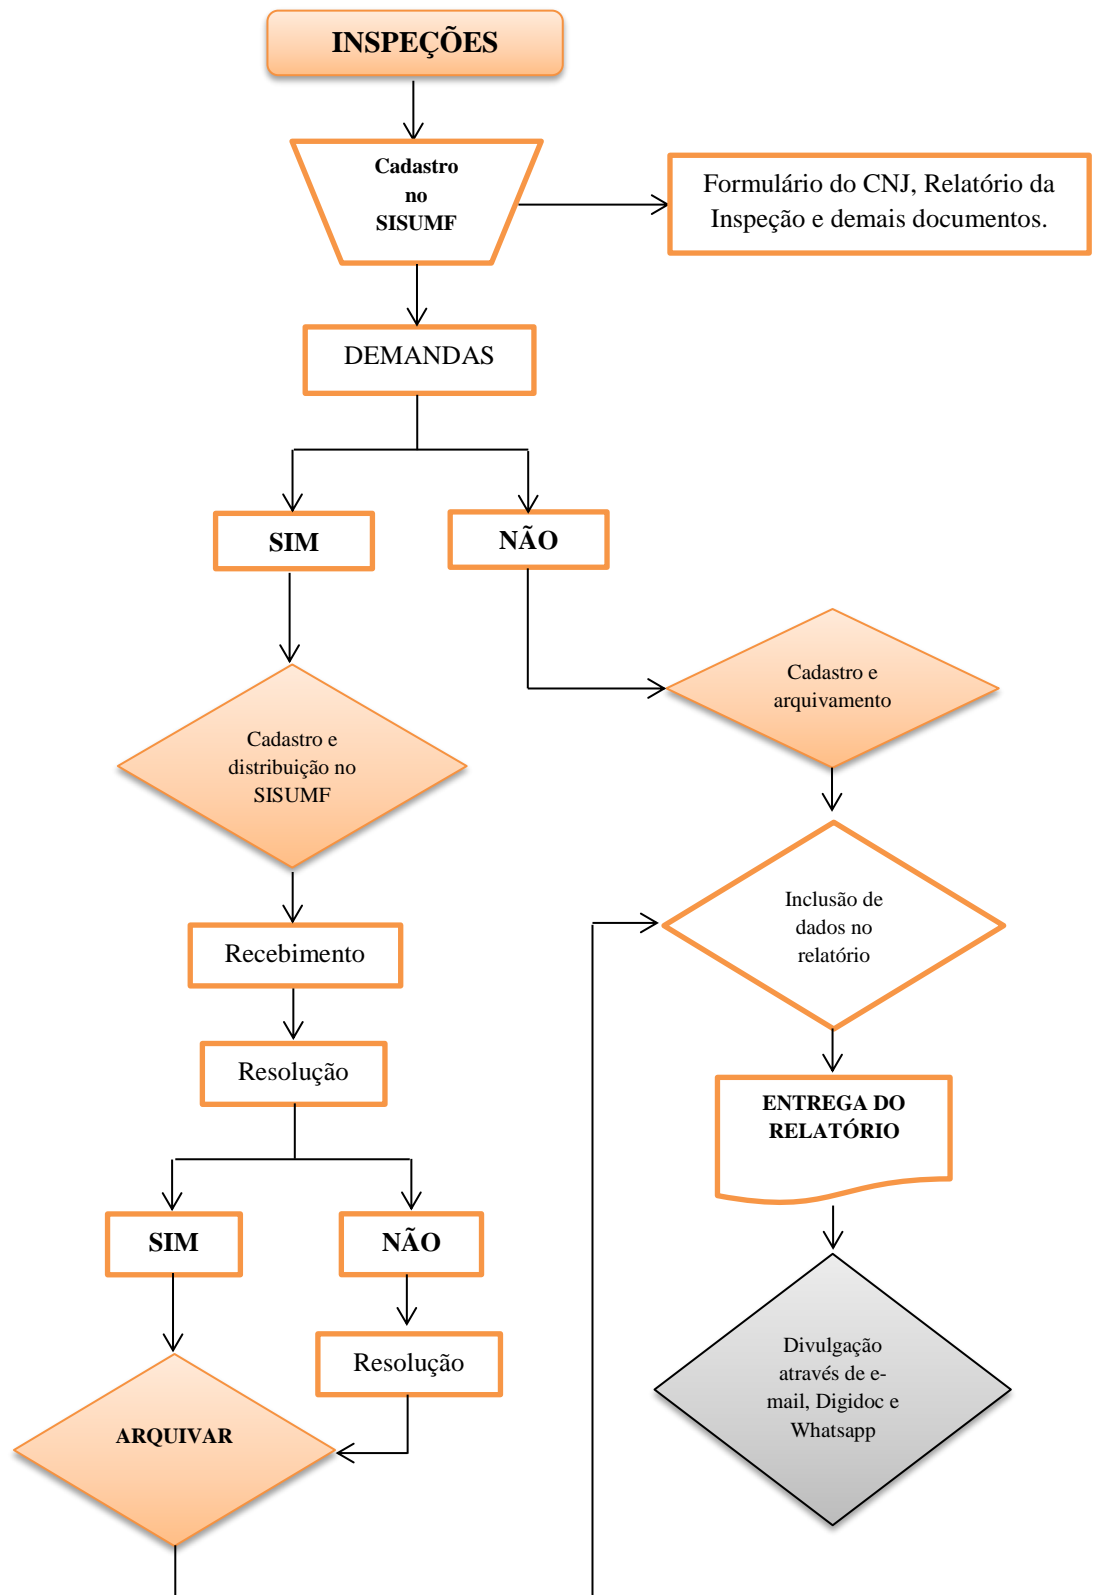 INSPEÇÕES
Cadastro
no
SISUMF
Formulário do CNJ, Relatório da
Inspeção e demais documentos.
DEMANDAS
SIM
NÃO
Cadastro e
arquivamento
Cadastro e
distribuição no
SISUMF
Inclusão de
dados no
relatório
Recebimento
Resolução
ENTREGA DO
RELATÓRIO
SIM
NÃO
Resolução
Divulgação
através de e-
mail, Digidoc e
Whatsapp
ARQUIVAR